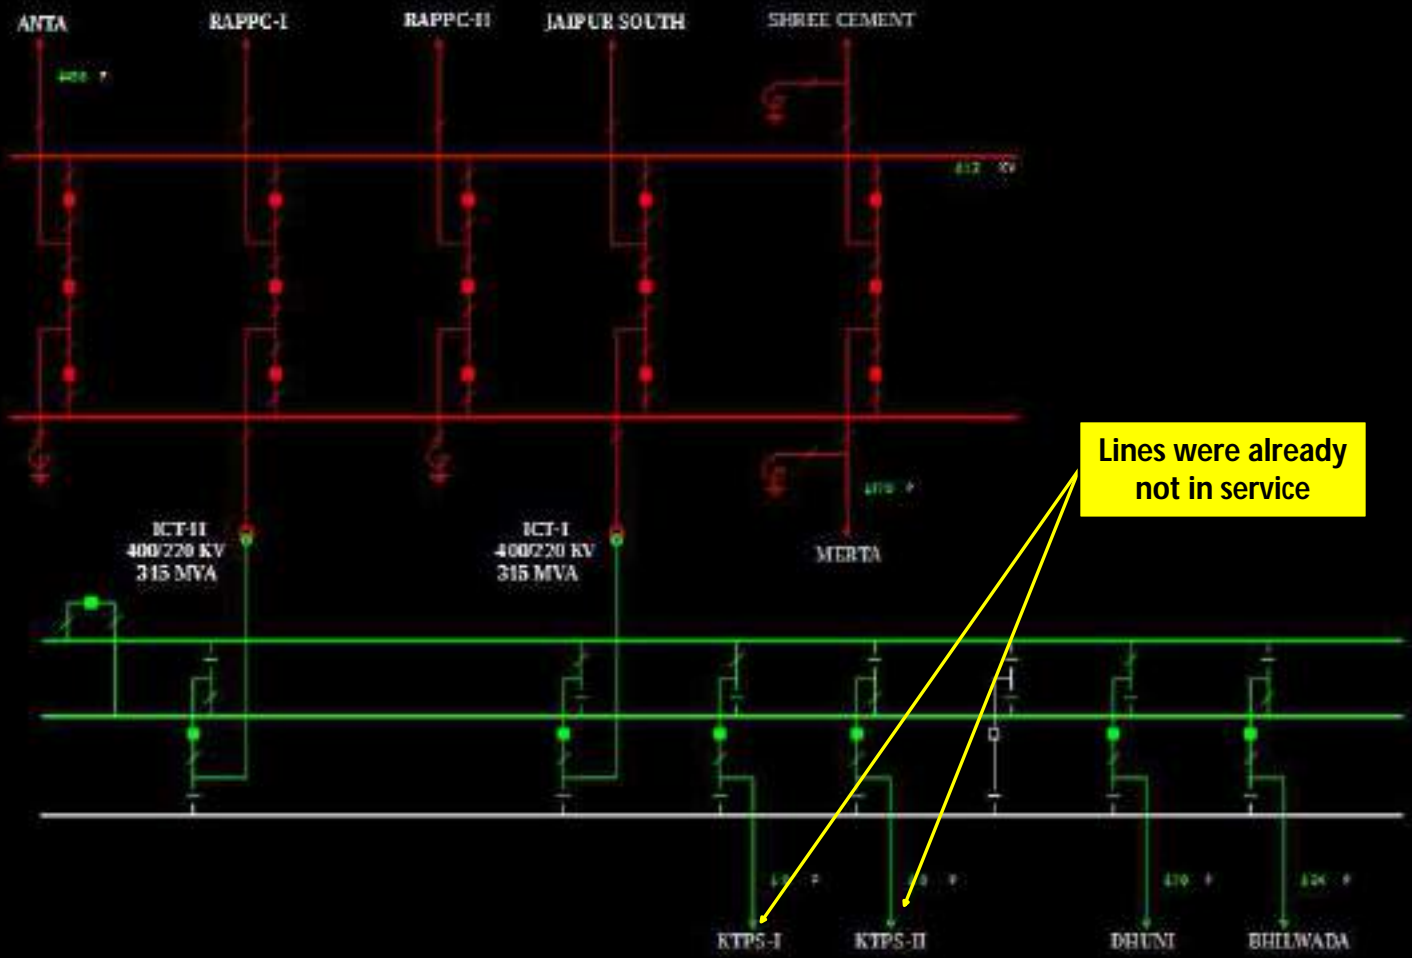 ANTA
RAPPC-I
RAPPC-II
JAIPUR SOUTH
SHREE CEMENT
KV
Lines were already
not in service
ICT-II
400/220 KV
315 MVA
ICT-I
400/220 KV
315 MVA
MERTA
KTPS-I
KTPS-II
DHUNI
BHILWADA